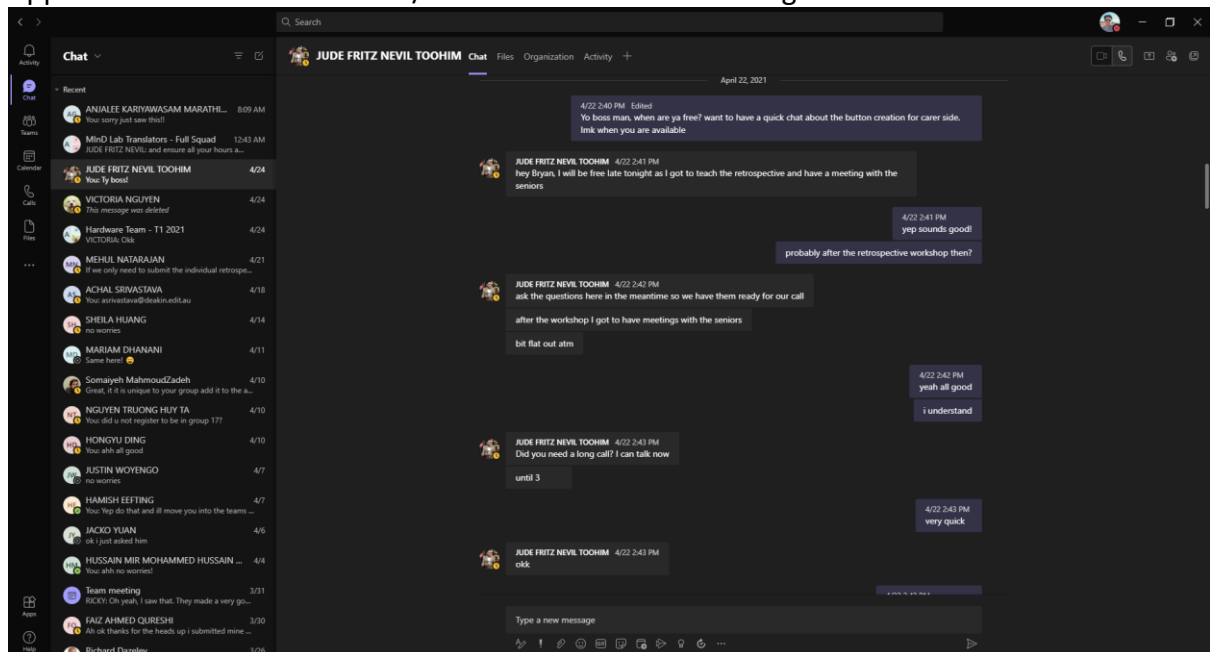 Search
Activity
Chat
Teams
Calendar
Calls
Files
Apps
Help
Chat
Recent
ANJALEE KARIYAWASAM MARATHI... 8:09 AM
You: sorry just saw this!!
MInD Lab Translators - Full Squad 12:43 AM
JUDE FRITZ NEVIL: and ensure all your hours a...
JUDE FRITZ NEVIL TOOHIM 4/24
You: Ty boss!
VICTORIA NGUYEN 4/24
This message was deleted
Hardware Team - T1 2021 4/24
VICTORIA: Okk
MEHUL NATARAJAN 4/21
If we only need to submit the individual retrospe...
ACHAL SRIVASTAVA 4/18
You: asrivastava@deakin.edit.au
SHEILA HUANG 4/14
no worries
MARIAM DHANANI 4/11
Same here! 😄
Somaiyeh MahmoudZadeh 4/10
Great, it it is unique to your group add it to the a...
NGUYEN TRUONG HUY TA 4/10
You: did u not register to be in group 17?
HONGYU DING 4/10
You: ahh all good
JUSTIN WOYENGO 4/7
no worries
HAMISH EEFTING 4/7
You: Yep do that and ill move you into the teams ...
JACKO YUAN 4/6
ok i just asked him
HUSSAIN MIR MOHAMMED HUSSAIN ... 4/4
You: ahh no worries!
Team meeting 3/31
RICKY: Oh yeah, I saw that. They made a very go...
FAIZ AHMED QURESHI 3/30
Ah ok thanks for the heads up i submitted mine ...
Richard Dazeley 3/26
JUDE FRITZ NEVIL TOOHIM Chat Files Organization Activity
April 22, 2021
4/22 2:40 PM Edited
Yo boss man, when are ya free? want to have a quick chat about the button creation for carer side.
lmk when you are available
JUDE FRITZ NEVIL TOOHIM 4/22 2:41 PM
hey Bryan, I will be free late tonight as I got to teach the retrospective and have a meeting with the
seniors
4/22 2:41 PM
yep sounds good!
probably after the retrospective workshop then?
JUDE FRITZ NEVIL TOOHIM 4/22 2:42 PM
ask the questions here in the meantime so we have them ready for our call
after the workshop I got to have meetings with the seniors
bit flat out atm
4/22 2:42 PM
yeah all good
i understand
JUDE FRITZ NEVIL TOOHIM 4/22 2:43 PM
Did you need a long call? I can talk now
until 3
4/22 2:43 PM
very quick
JUDE FRITZ NEVIL TOOHIM 4/22 2:43 PM
okk
Type a new message